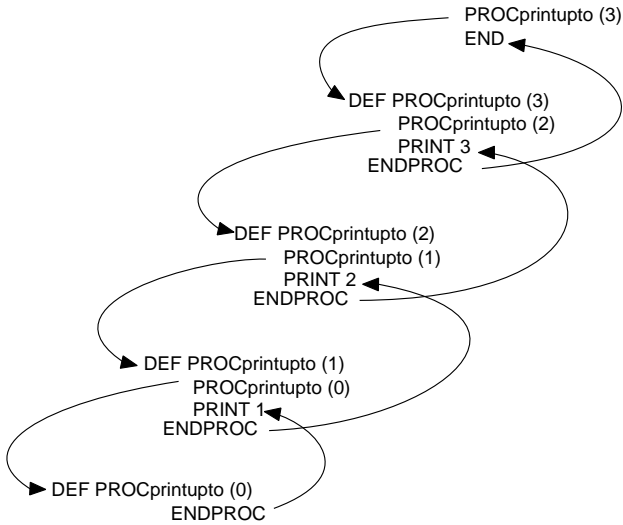 PROCprintupto (3)
END
DEF PROCprintupto (3)
PROCprintupto (2)
PRINT 3
ENDPROC
DEF PROCprintupto (2)
PROCprintupto (1)
PRINT 2
ENDPROC
DEF PROCprintupto (1)
PROCprintupto (0)
PRINT 1
ENDPROC
DEF PROCprintupto (0)
ENDPROC